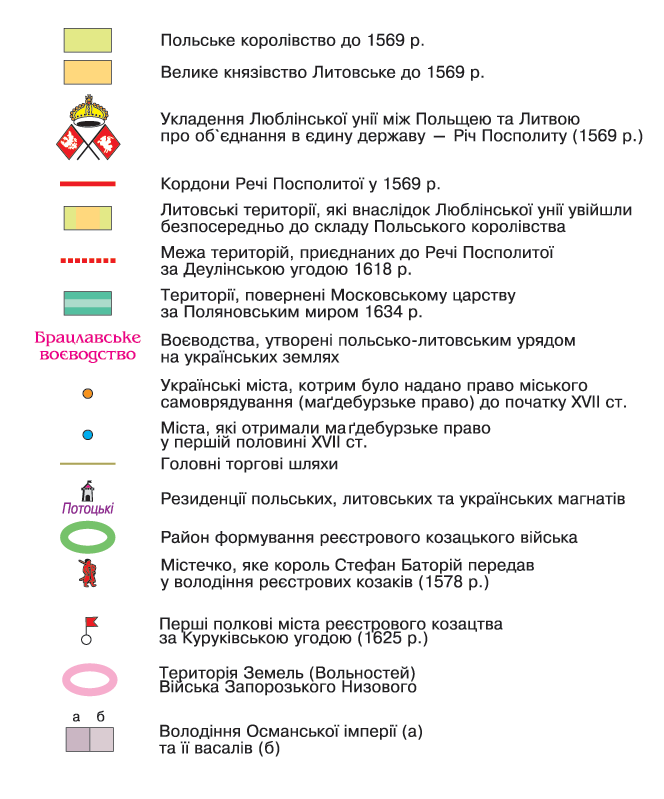 Польське королівство до 1569 р.
Велике князівство Литовське до 1569 р.
Укладення Люблінської унії між Польщею та Литвою
про об`єднання в єдину державу — Річ Посполиту (1569 р.)
Кордони Речі Посполитої у 1569 р.
Литовські території, які внаслідок Люблінської унії увійшли
безпосередньо до складу Польського королівства
Межа територій, приєднаних до Речі Посполитої
за Деулінською угодою 1618 р.
Території, повернені Московському царству
за Поляновським миром 1634 р.
Брацлавське
воєводство
Воєводства, утворені польсько-литовським урядом
на українських землях
Українські міста, котрим було надано право міського
самоврядування (маґдебурзьке право) до початку XVII ст.
Міста, які отримали маґдебурзьке право
у першій половині XVII ст.
Головні торгові шляхи
Потоцькі
Резиденції польських, литовських та українських магнатів
Район формування реєстрового козацького війська
Містечко, яке король Стефан Баторій передав
у володіння реєстрових козаків (1578 р.)
Перші полкові міста реєстрового козацтва
за Куруківською угодою (1625 р.)
Територія Земель (Вольностей)
Війська Запорозького Низового
а б
Володіння Османської імперії (а)
та її васалів (б)